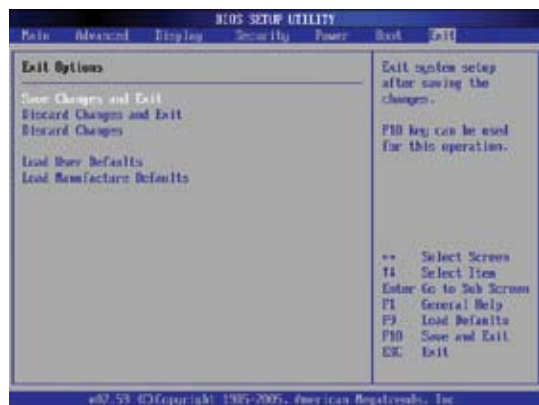 BIOS SETUP UTILITY
Main Advanced Display Security Power Boot Exit
Exit Options
Save Changes and Exit
Discard Changes and Exit
Discard Changes
Load User Defaults
Load Manufacture Defaults
Exit system setup
after saving the
changes.
F10 key can be used
for this operation.
↔ Select Screen
↑↓ Select Item
Enter Go to Sub Screen
F1 General Help
F9 Load Defaults
F10 Save and Exit
ESC Exit
v02.59 (C)Copyright 1985-2005, American Megatrends, Inc.